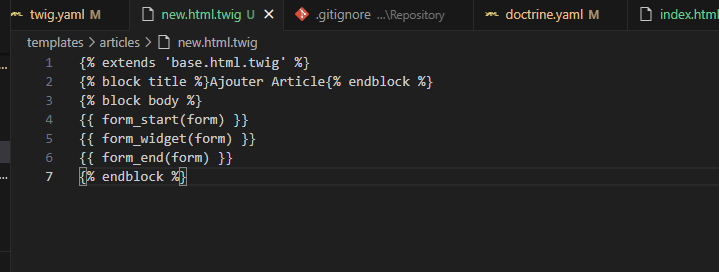 twig.yaml M
new.html.twig U
.gitignore ...\Repository
doctrine.yaml M
index.html
templates > articles > new.html.twig
1 {% extends 'base.html.twig' %}
2 {% block title %}Ajouter Article{% endblock %}
3 {% block body %}
4 {{ form_start(form) }}
5 {{ form_widget(form) }}
6 {{ form_end(form) }}
7 {% endblock %}